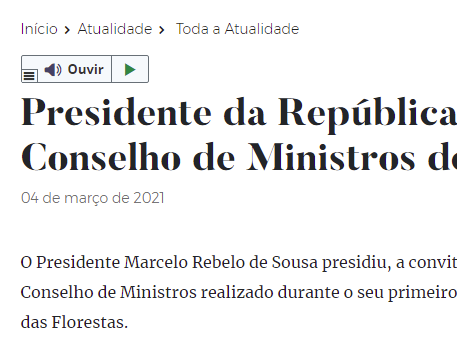 Início > Atualidade > Toda a Atualidade
Ouvir
Presidente da República
Conselho de Ministros d
04 de março de 2021
O Presidente Marcelo Rebelo de Sousa presidiu, a convit
Conselho de Ministros realizado durante o seu primeiro
das Florestas.